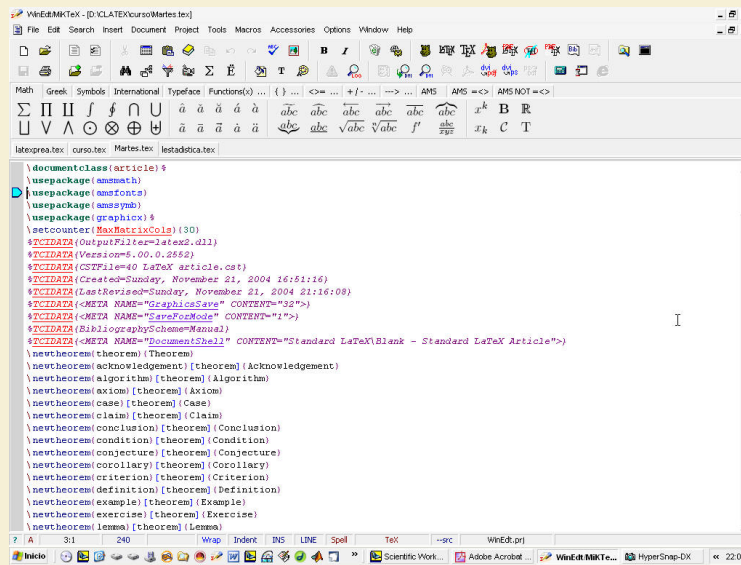 WinEdt/MiKTeX - [D:\CLATEX\curso\Martes.tex]
File Edit Search Insert Document Project Tools Macros Accessories Options Window Help
Math Greek Symbols International Typeface Functions(x) ... { } ... <>= ... +/- ... ---> ... AMS AMS =<> AMS NOT =<>
latexprea.tex curso.tex Martes.tex lestadistica.tex
\documentclass{article}%
\usepackage{amsmath}
\usepackage{amsfonts}
\usepackage{amssymb}
\usepackage{graphicx}%
\setcounter{MaxMatrixCols}{30}
%TCIDATA{OutputFilter=latex2.dll}
%TCIDATA{Version=5.00.0.2552}
%TCIDATA{CSTFile=40 LaTeX article.cst}
%TCIDATA{Created=Sunday, November 21, 2004 16:51:16}
%TCIDATA{LastRevised=Sunday, November 21, 2004 21:16:08}
%TCIDATA{<META NAME="GraphicsSave" CONTENT="32">}
%TCIDATA{<META NAME="SaveForMode" CONTENT="1">}
%TCIDATA{BibliographyScheme=Manual}
%TCIDATA{<META NAME="DocumentShell" CONTENT="Standard LaTeX\Blank - Standard LaTeX Article">}
\newtheorem{theorem}{Theorem}
\newtheorem{acknowledgement}[theorem]{Acknowledgement}
\newtheorem{algorithm}[theorem]{Algorithm}
\newtheorem{axiom}[theorem]{Axiom}
\newtheorem{case}[theorem]{Case}
\newtheorem{claim}[theorem]{Claim}
\newtheorem{conclusion}[theorem]{Conclusion}
\newtheorem{condition}[theorem]{Condition}
\newtheorem{conjecture}[theorem]{Conjecture}
\newtheorem{corollary}[theorem]{Corollary}
\newtheorem{criterion}[theorem]{Criterion}
\newtheorem{definition}[theorem]{Definition}
\newtheorem{example}[theorem]{Example}
\newtheorem{exercise}[theorem]{Exercise}
\newtheorem{lemma}[theorem]{Lemma}
? A 3:1 240 Wrap Indent INS LINE Spell TeX --src WinEdt.prj
Inicio » Scientific Work... Adobe Acrobat ... WinEdt/MiKTe... HyperSnap-DX « 22:0